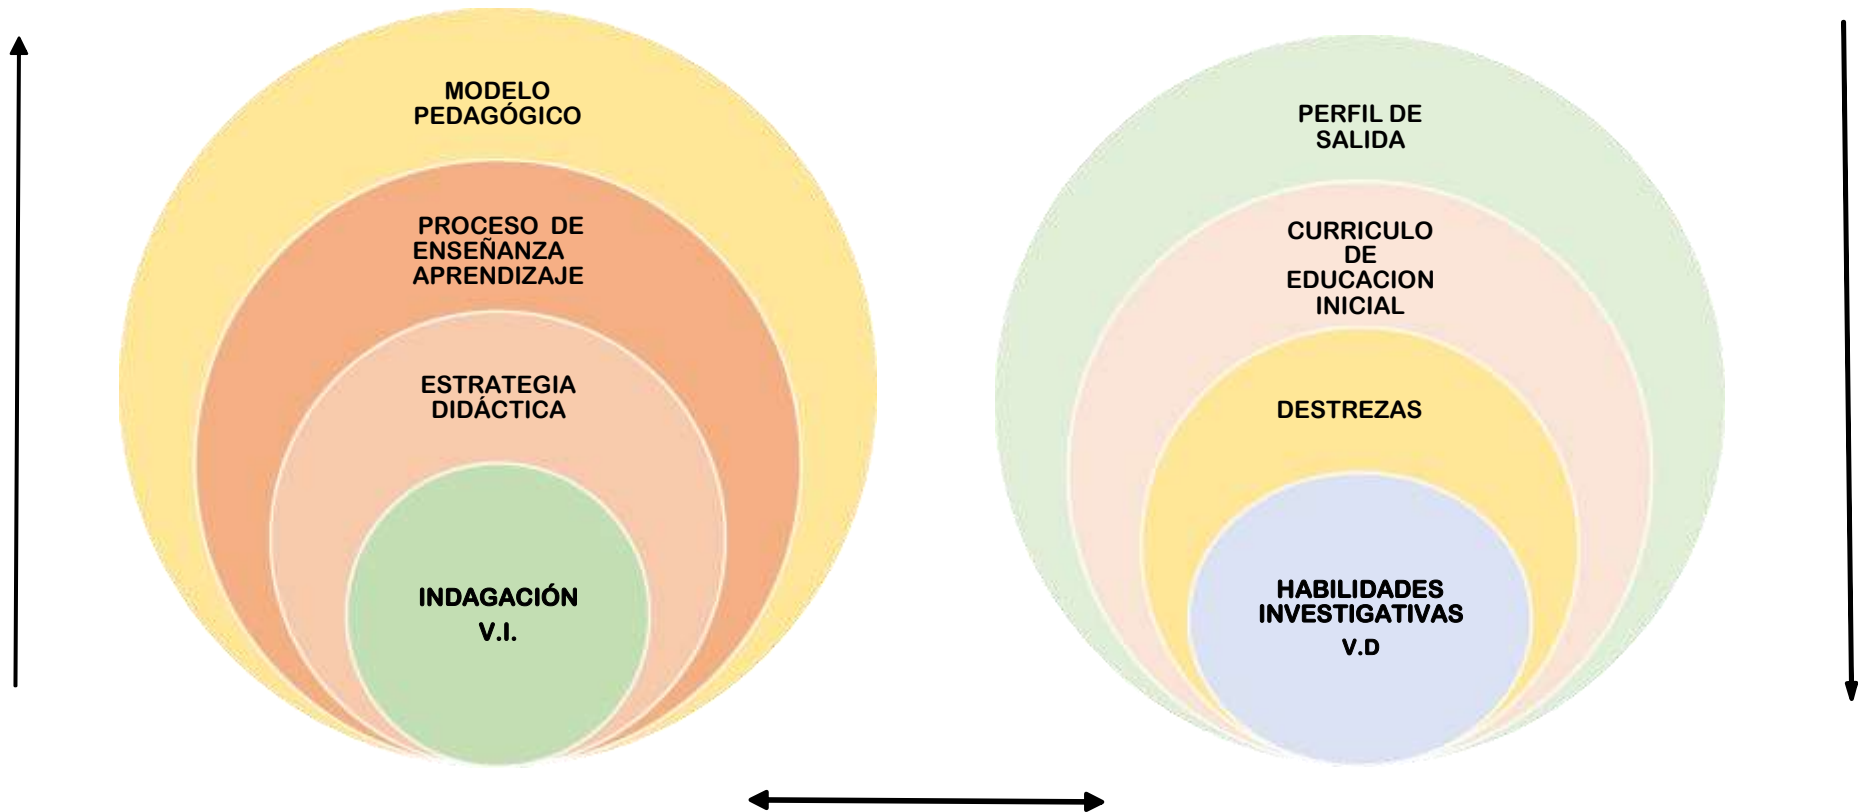 MODELO
PEDAGÓGICO
PROCESO DE
ENSEÑANZA
APRENDIZAJE
ESTRATEGIA
DIDÁCTICA
INDAGACIÓN
V.I.
PERFIL DE
SALIDA
CURRICULO
DE
EDUCACION
INICIAL
DESTREZAS
HABILIDADES
INVESTIGATIVAS
V.D